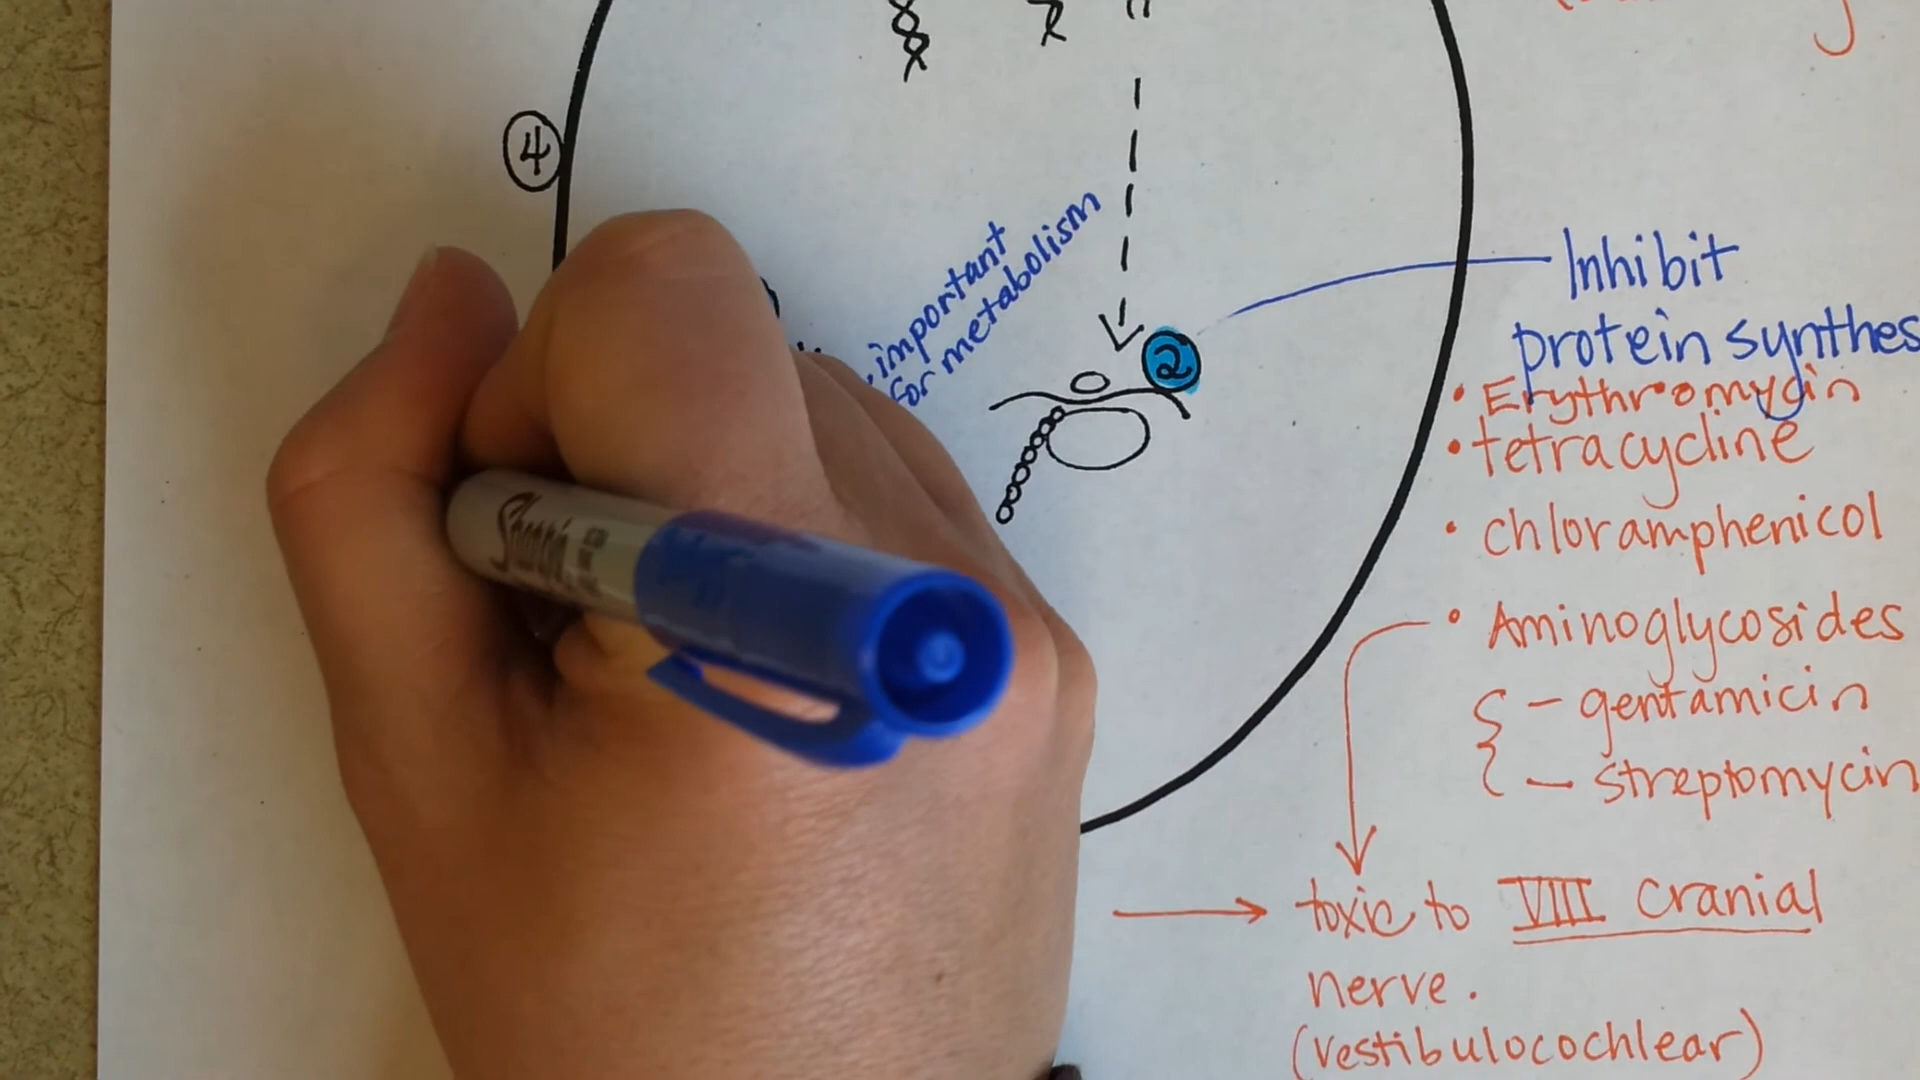 4
important
for metabolism
2
Inhibit
protein synthes
• Erythromycin
• tetracycline
• chloramphenicol
• Aminoglycosides
- gentamicin
- streptomycin
toxic to VIII cranial
nerve.
(vestibulocochlear)
Sharpie